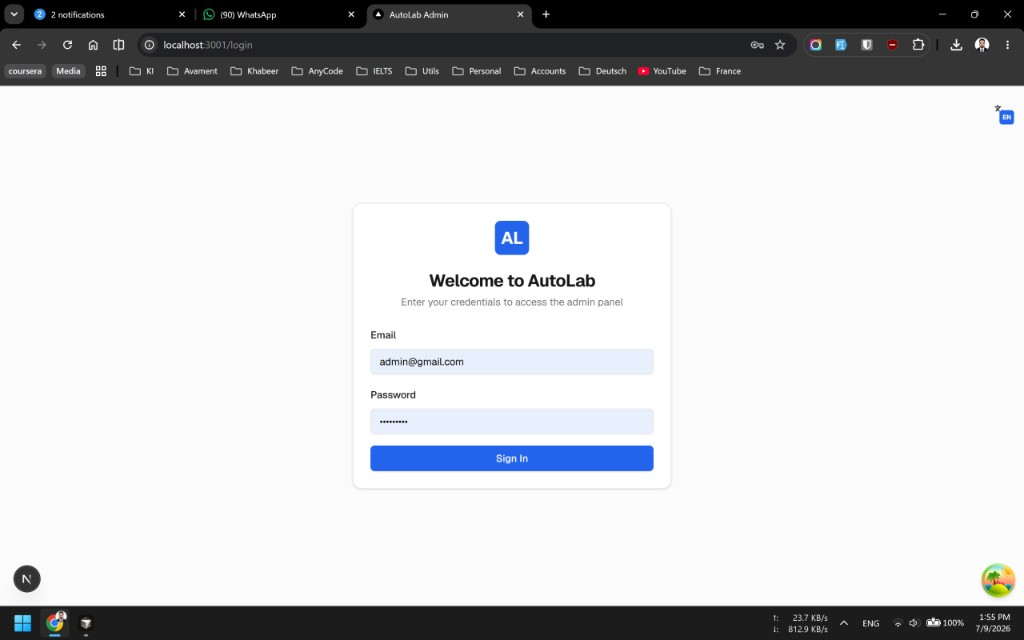 2
2 notifications
(90) WhatsApp
AutoLab Admin
localhost:3001/login
coursera
Media
KI
Avament
Khabeer
AnyCode
IELTS
Utils
Personal
Accounts
Deutsch
YouTube
France
EN
AL
Welcome to AutoLab
Enter your credentials to access the admin panel
Email
admin@gmail.com
Password
•••••••••
Sign In
N
↑: 23.7 KB/s
↓: 812.9 KB/s
ENG
100%
1:55 PM
7/9/2026